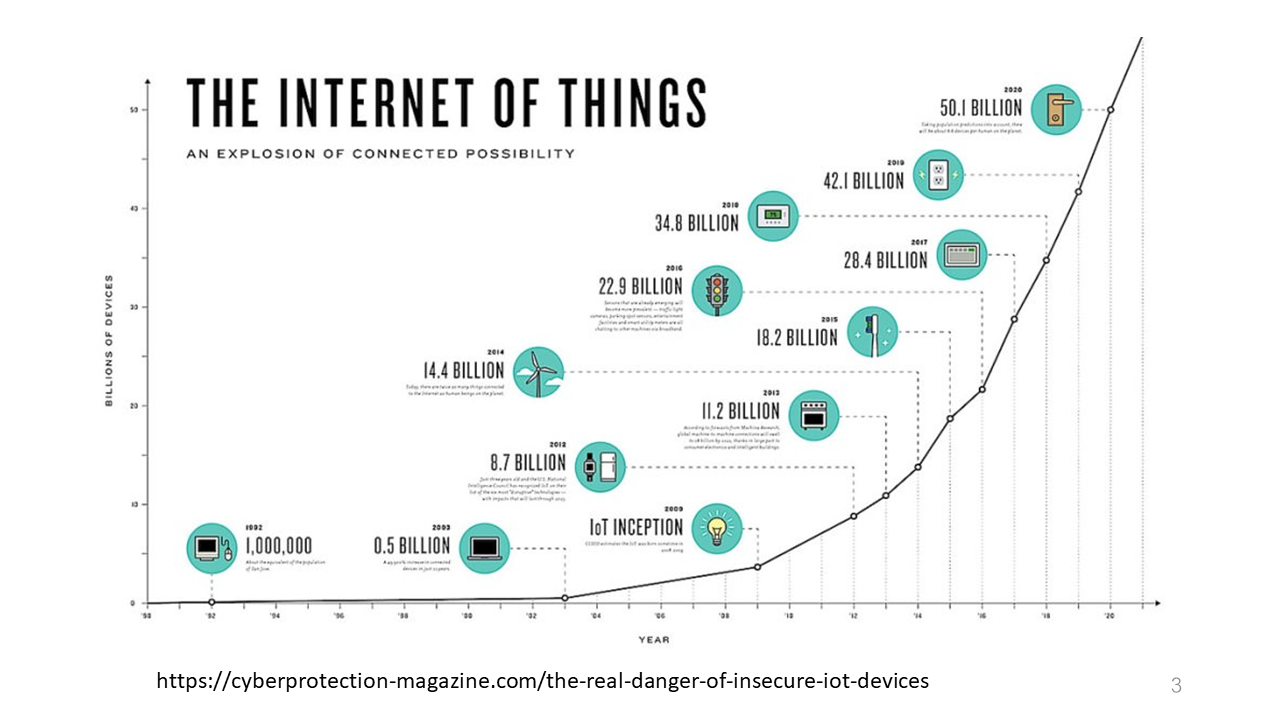 THE INTERNET OF THINGS
AN EXPLOSION OF CONNECTED POSSIBILITY
BILLIONS OF DEVICES
50
40
30
20
10
0
2020
50.1 BILLION
Taking population predictions into account, there
will be about 6.6 devices per human on the planet.
2019
42.1 BILLION
2018
34.8 BILLION
2017
28.4 BILLION
2016
22.9 BILLION
Sensors that are already emerging will
become more prevalent — traffic light
cameras, parking spot sensors, entertainment
facilities and smart utility meters are all
chatting to other machines via broadband.
2015
18.2 BILLION
2014
14.4 BILLION
Today, there are twice as many things connected
to the Internet as human beings on the planet.
2013
11.2 BILLION
According to forecasts from Machina Research,
global machine to machine connections will swell
consumer electronics and intelligent buildings.
2012
8.7 BILLION
Just three years old and the U.S. National
Intelligence Council has recognized IoT on their
list of the six most "disruptive" technologies —
with impacts that will last through 2025.
2009
IoT INCEPTION
CISCO estimates the IoT was born sometime in
2008-2009
2003
0.5 BILLION
increase in connected
devices in just 11 years
1992
1,000,000
About the equivalent of the population
of San Jose
'90 '92 '94 '96 '98 '00 '02 '04 '06 '08 '10 '12 '14 '16 '18 '20
YEAR
https://cyberprotection-magazine.com/the-real-danger-of-insecure-iot-devices
3